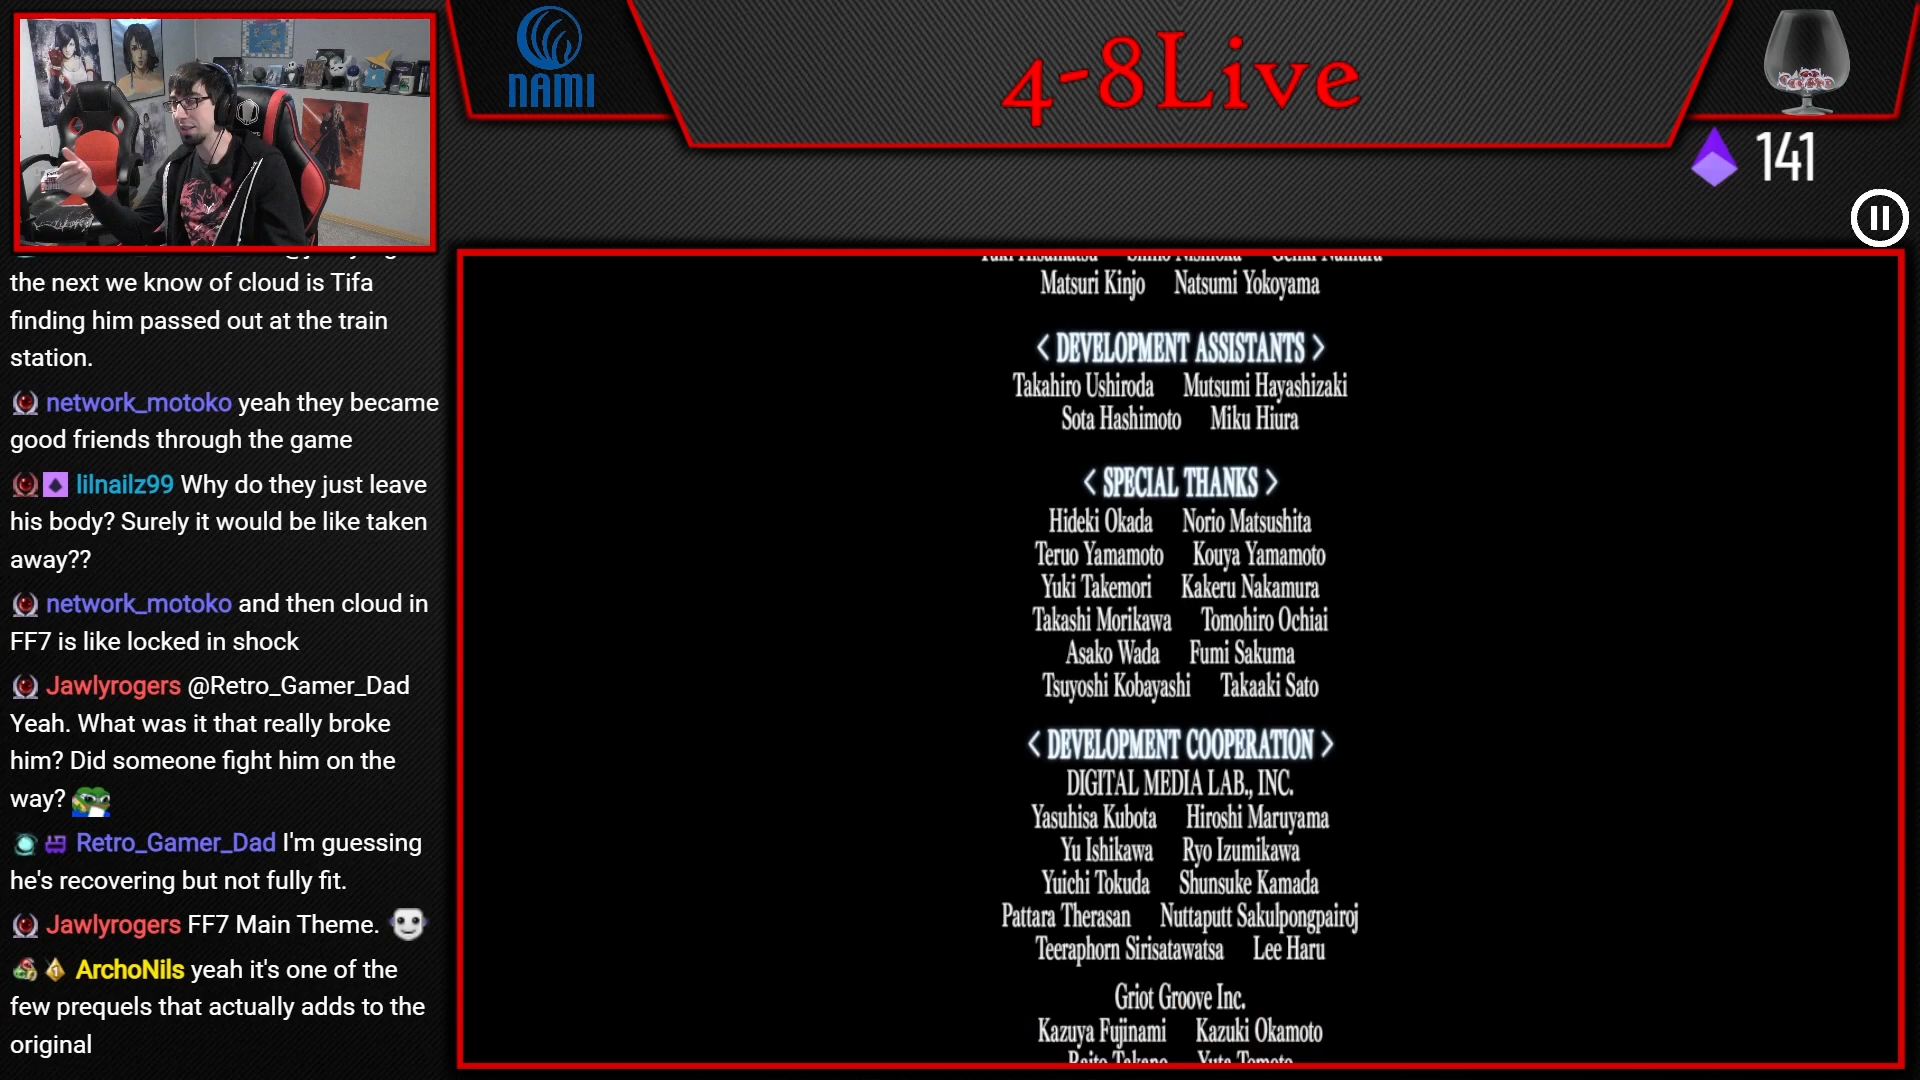 NAMI
4-8Live
141
the next we know of cloud is Tifa
finding him passed out at the train
station.
network_motoko yeah they became
good friends through the game
lilnailz99 Why do they just leave
his body? Surely it would be like taken
away??
network_motoko and then cloud in
FF7 is like locked in shock
Jawlyrogers @Retro_Gamer_Dad
Yeah. What was it that really broke
him? Did someone fight him on the
way?
Retro_Gamer_Dad I'm guessing
he's recovering but not fully fit.
Jawlyrogers FF7 Main Theme.
ArchoNils yeah it's one of the
few prequels that actually adds to the
original
Matsuri Kinjo Natsumi Yokoyama
< DEVELOPMENT ASSISTANTS >
Takahiro Ushiroda Mutsumi Hayashizaki
Sota Hashimoto Miku Hiura
< SPECIAL THANKS >
Hideki Okada Norio Matsushita
Teruo Yamamoto Kouya Yamamoto
Yuki Takemori Kakeru Nakamura
Takashi Morikawa Tomohiro Ochiai
Asako Wada Fumi Sakuma
Tsuyoshi Kobayashi Takaaki Sato
< DEVELOPMENT COOPERATION >
DIGITAL MEDIA LAB., INC.
Yasuhisa Kubota Hiroshi Maruyama
Yu Ishikawa Ryo Izumikawa
Yuichi Tokuda Shunsuke Kamada
Pattara Therasan Nuttaputt Sakulpongpairoj
Teeraphorn Sirisatawatsa Lee Haru
Griot Groove Inc.
Kazuya Fujinami Kazuki Okamoto